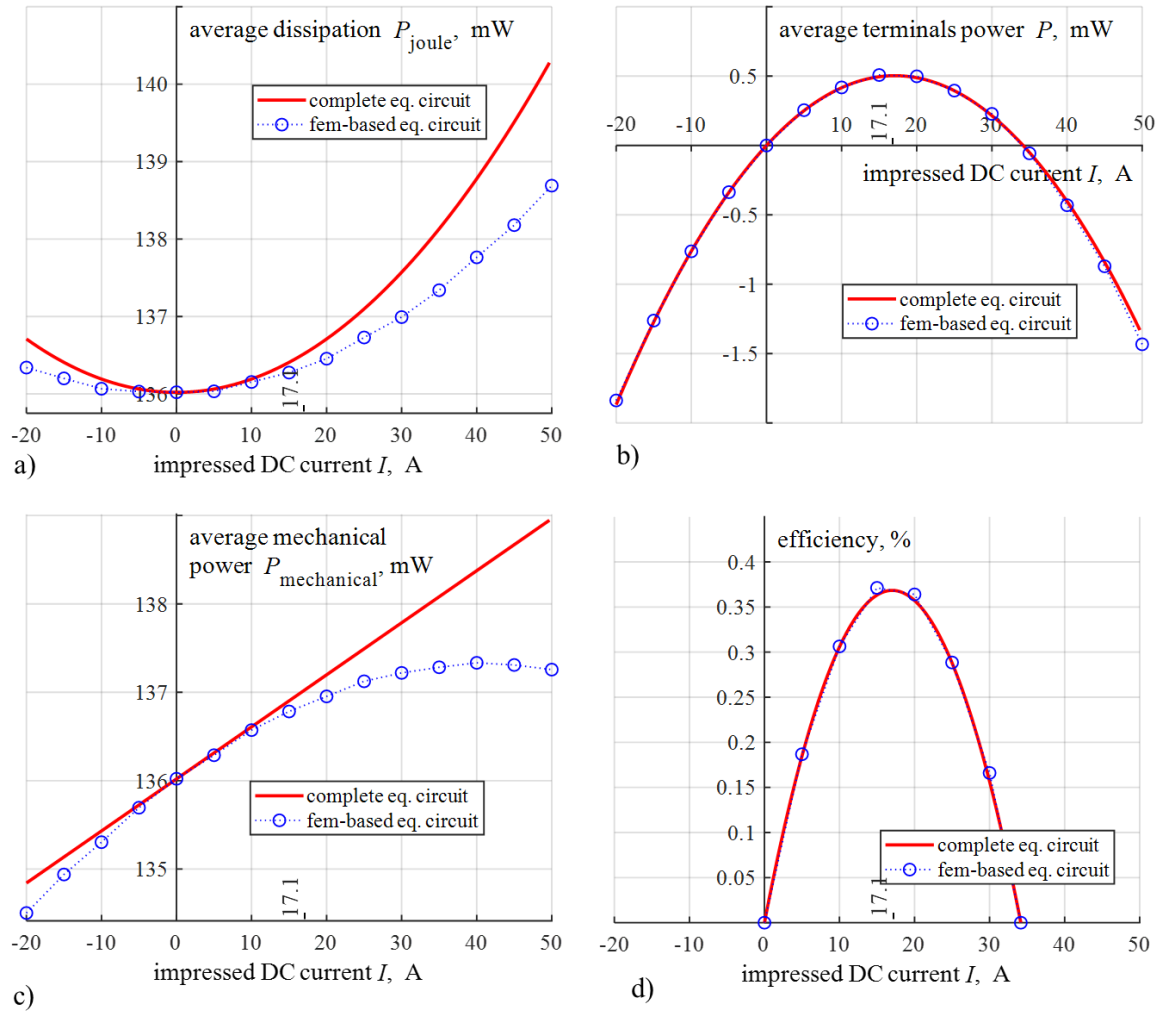 average dissipation P_joule, mW
140
139
138
137
136
complete eq. circuit
fem-based eq. circuit
17.1
-20 -10 0 10 20 30 40 50
impressed DC current I, A
a)
average terminals power P, mW
0.5
-20 -10 10 20 30 40 50
17.1
impressed DC current I, A
-0.5
-1
-1.5
complete eq. circuit
fem-based eq. circuit
b)
average mechanical
power P_mechanical, mW
138
137
136
135
complete eq. circuit
fem-based eq. circuit
17.1
-20 -10 0 10 20 30 40 50
impressed DC current I, A
c)
efficiency, %
0.4
0.35
0.3
0.25
0.2
0.15
0.1
0.05
complete eq. circuit
fem-based eq. circuit
17.1
-20 -10 0 10 20 30 40 50
impressed DC current I, A
d)